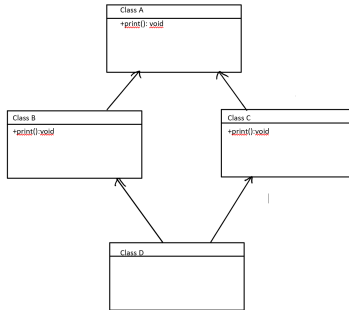 Class A
+print(): void
Class B
+print():void
Class C
+print():void
Class D